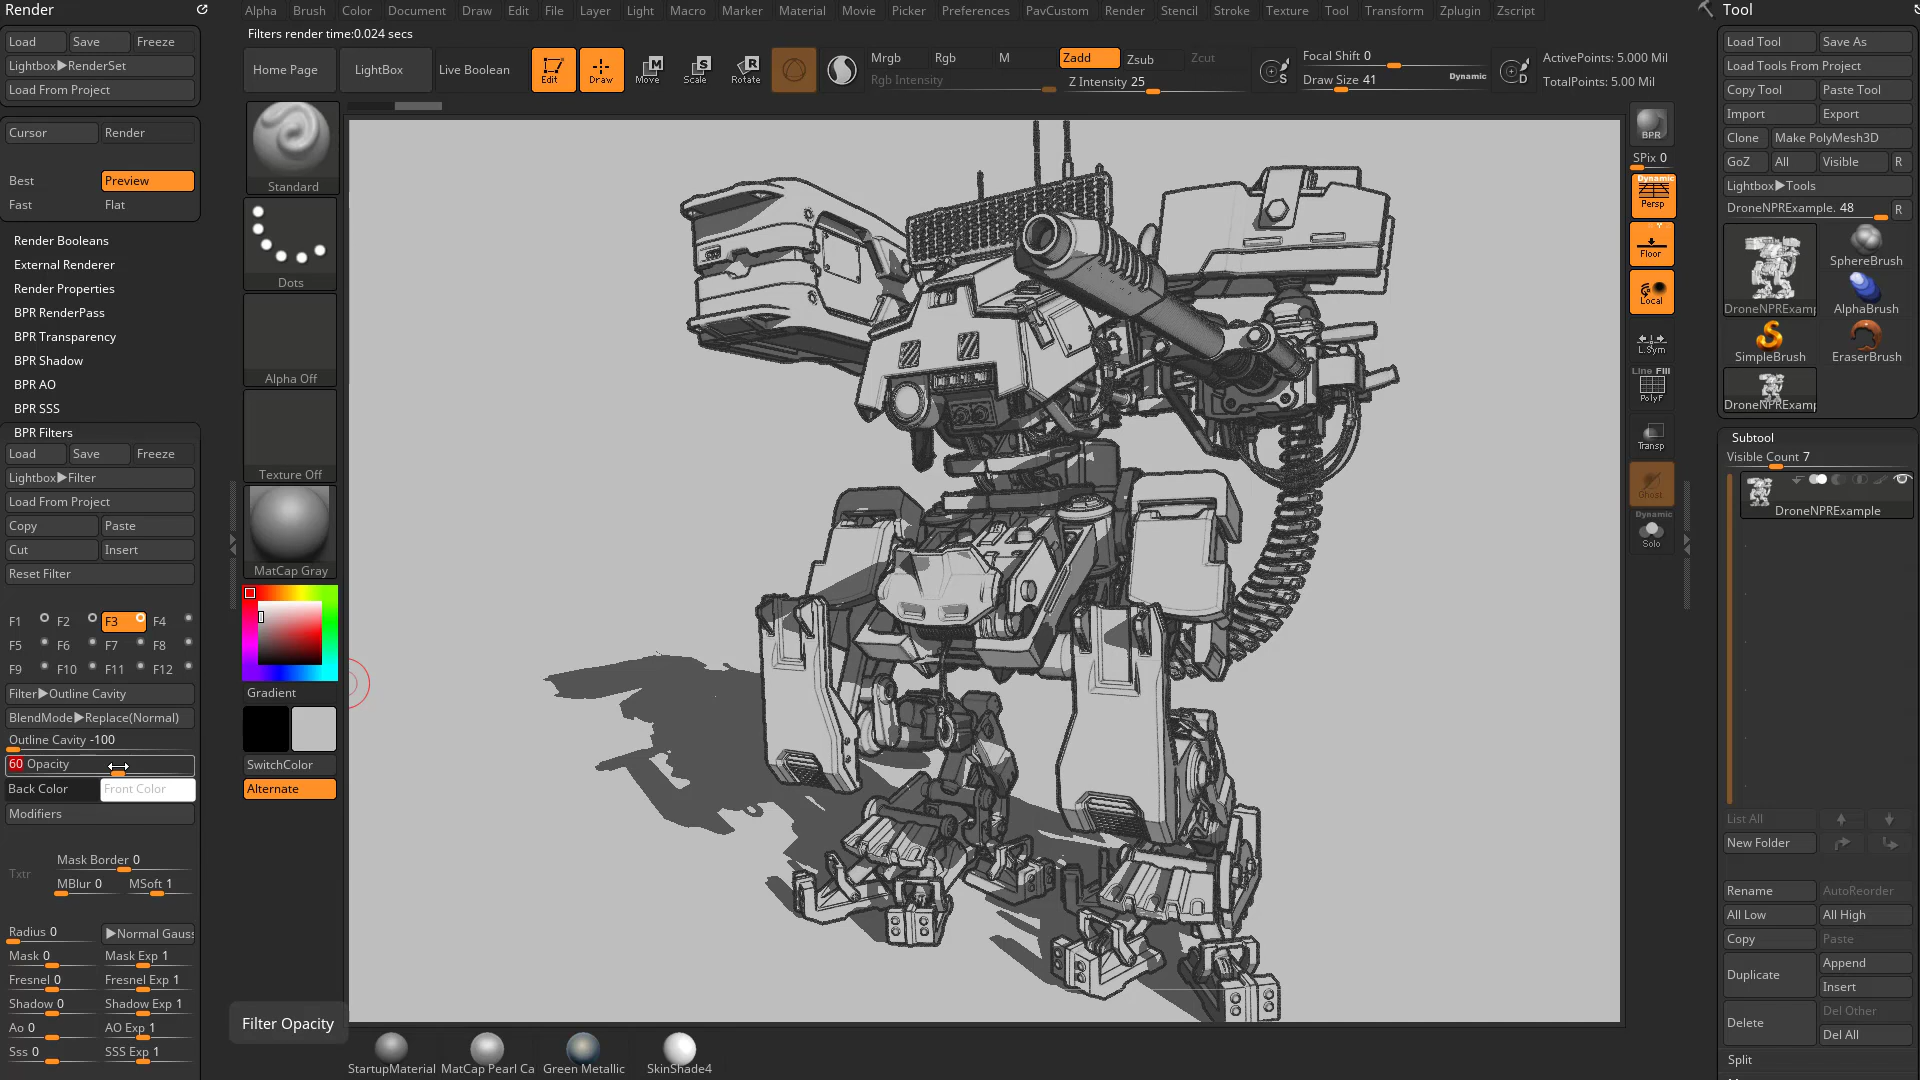 Render
Alpha Brush Color Document Draw Edit File Layer Light Macro Marker Material Movie Picker Preferences PavCustom Render Stencil Stroke Texture Tool Transform Zplugin Zscript
Tool
Filters render time:0.024 secs
Load Save Freeze
Lightbox▶RenderSet
Load From Project
Cursor Render
Best Preview
Fast Flat
Render Booleans
External Renderer
Render Properties
BPR RenderPass
BPR Transparency
BPR Shadow
BPR AO
BPR SSS
BPR Filters
Load Save Freeze
Lightbox▶Filter
Load From Project
Copy Paste
Cut Insert
Reset Filter
F1 F2 F3 F4
F5 F6 F7 F8
F9 F10 F11 F12
Filter▶Outline Cavity
BlendMode▶Replace(Normal)
Outline Cavity -100
60 Opacity
Back Color Front Color
Modifiers
Txtr
Mask Border 0
MBlur 0 MSoft 1
Radius 0 ▶Normal Gauss
Mask 0 Mask Exp 1
Fresnel 0 Fresnel Exp 1
Shadow 0 Shadow Exp 1
Ao 0 AO Exp 1
Sss 0 SSS Exp 1
Home Page LightBox Live Boolean
Edit Draw Move Scale Rotate
M S R
Mrgb Rgb M
Rgb Intensity
Zadd Zsub Zcut
Z Intensity 25
S
Focal Shift 0
Draw Size 41 Dynamic
D
ActivePoints: 5.000 Mil
TotalPoints: 5.00 Mil
Standard
Dots
Alpha Off
Texture Off
MatCap Gray
Gradient
SwitchColor
Alternate
Filter Opacity
StartupMaterial MatCap Pearl Ca Green Metallic SkinShade4
BPR
SPix 0
Dynamic
Persp
Floor
Local
L.Sym
Line Fill
PolyF
Transp
Ghost
Dynamic
Solo
Load Tool Save As
Load Tools From Project
Copy Tool Paste Tool
Import Export
Clone Make PolyMesh3D
GoZ All Visible R
Lightbox▶Tools
DroneNPRExample. 48 R
DroneNPRExamp
SphereBrush
AlphaBrush
SimpleBrush EraserBrush
DroneNPRExamp
Subtool
Visible Count 7
DroneNPRExample
List All
New Folder
Rename AutoReorder
All Low All High
Copy Paste
Duplicate Append
Insert
Delete Del Other
Del All
Split